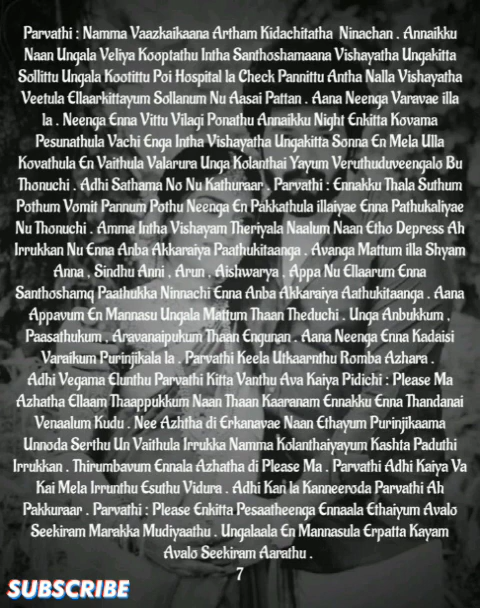 Parvathi : Namma Vaazkaikaana Artham Kidachitatha Ninachan . Annaikku
Naan Ungala Veliya Kooptathu Intha Santhoshamaana Vishayatha Ungakitta
Sollittu Ungala Kootittu Poi Hospital la Check Pannittu Antha Nalla Vishayatha
Veetula Ellaarkittayum Sollanum Nu Aasai Pattan . Aana Neenga Varavae illa
la . Neenga Enna Vittu Vilagi Ponathu Annaikku Night Enkitta Kovama
Pesunathula Vachi Enga Intha Vishayatha Ungakitta Sonna En Mela Ulla
Kovathula En Vaithula Valarura Unga Kolanthai Yayum Veruthuduveengalo Bu
Thonuchi . Adhi Sathama No Nu Kathuraar . Parvathi : Ennakku Thala Suthum
Pothum Vomit Pannum Pothu Neenga En Pakkathula illaiyae Enna Pathukaliyae
Nu Thonuchi . Amma Intha Vishayam Theriyala Naalum Naan Etho Depress Ah
Irrukkan Nu Enna Anba Akkaraiya Paathukitaanga . Avanga Mattum illa Shyam
Anna , Sindhu Anni , Arun , Aishwarya , Appa Nu Ellaarum Enna
Santhoshamq Paathukka Ninnachi Enna Anba Akkaraiya Aathukitaanga . Aana
Appavum En Mannasu Ungala Mattum Thaan Theduchi . Unga Anbukkum ,
Paasathukum , Aravanaipukum Thaan Engunan . Aana Neenga Enna Kadaisi
Varaikum Purinjikala la . Parvathi Keela Utkaarnthu Romba Azhara .
Adhi Vegama Elunthu Parvathi Kitta Vanthu Ava Kaiya Pidichi : Please Ma
Azhatha Ellaam Thaappukkum Naan Thaan Kaaranam Ennakku Enna Thandanai
Venaalum Kudu . Nee Azhtha di Erkanavae Naan Ethayum Purinjikaama
Unnoda Serthu Un Vaithula Irrukka Namma Kolanthaiyayum Kashta Paduthi
Irrukkan . Thirumbavum Ennala Azhatha di Please Ma . Parvathi Adhi Kaiya Va
Kai Mela Irrunthu Esuthu Vidura . Adhi Kan la Kanneeroda Parvathi Ah
Pakkuraar . Parvathi : Please Enkitta Pesaatheenga Ennaala Ethaiyum Avalo
Seekiram Marakka Mudiyaathu . Ungalaala En Mannasula Erpatta Kayam
Avalo Seekiram Aarathu .
7
SUBSCRIBE